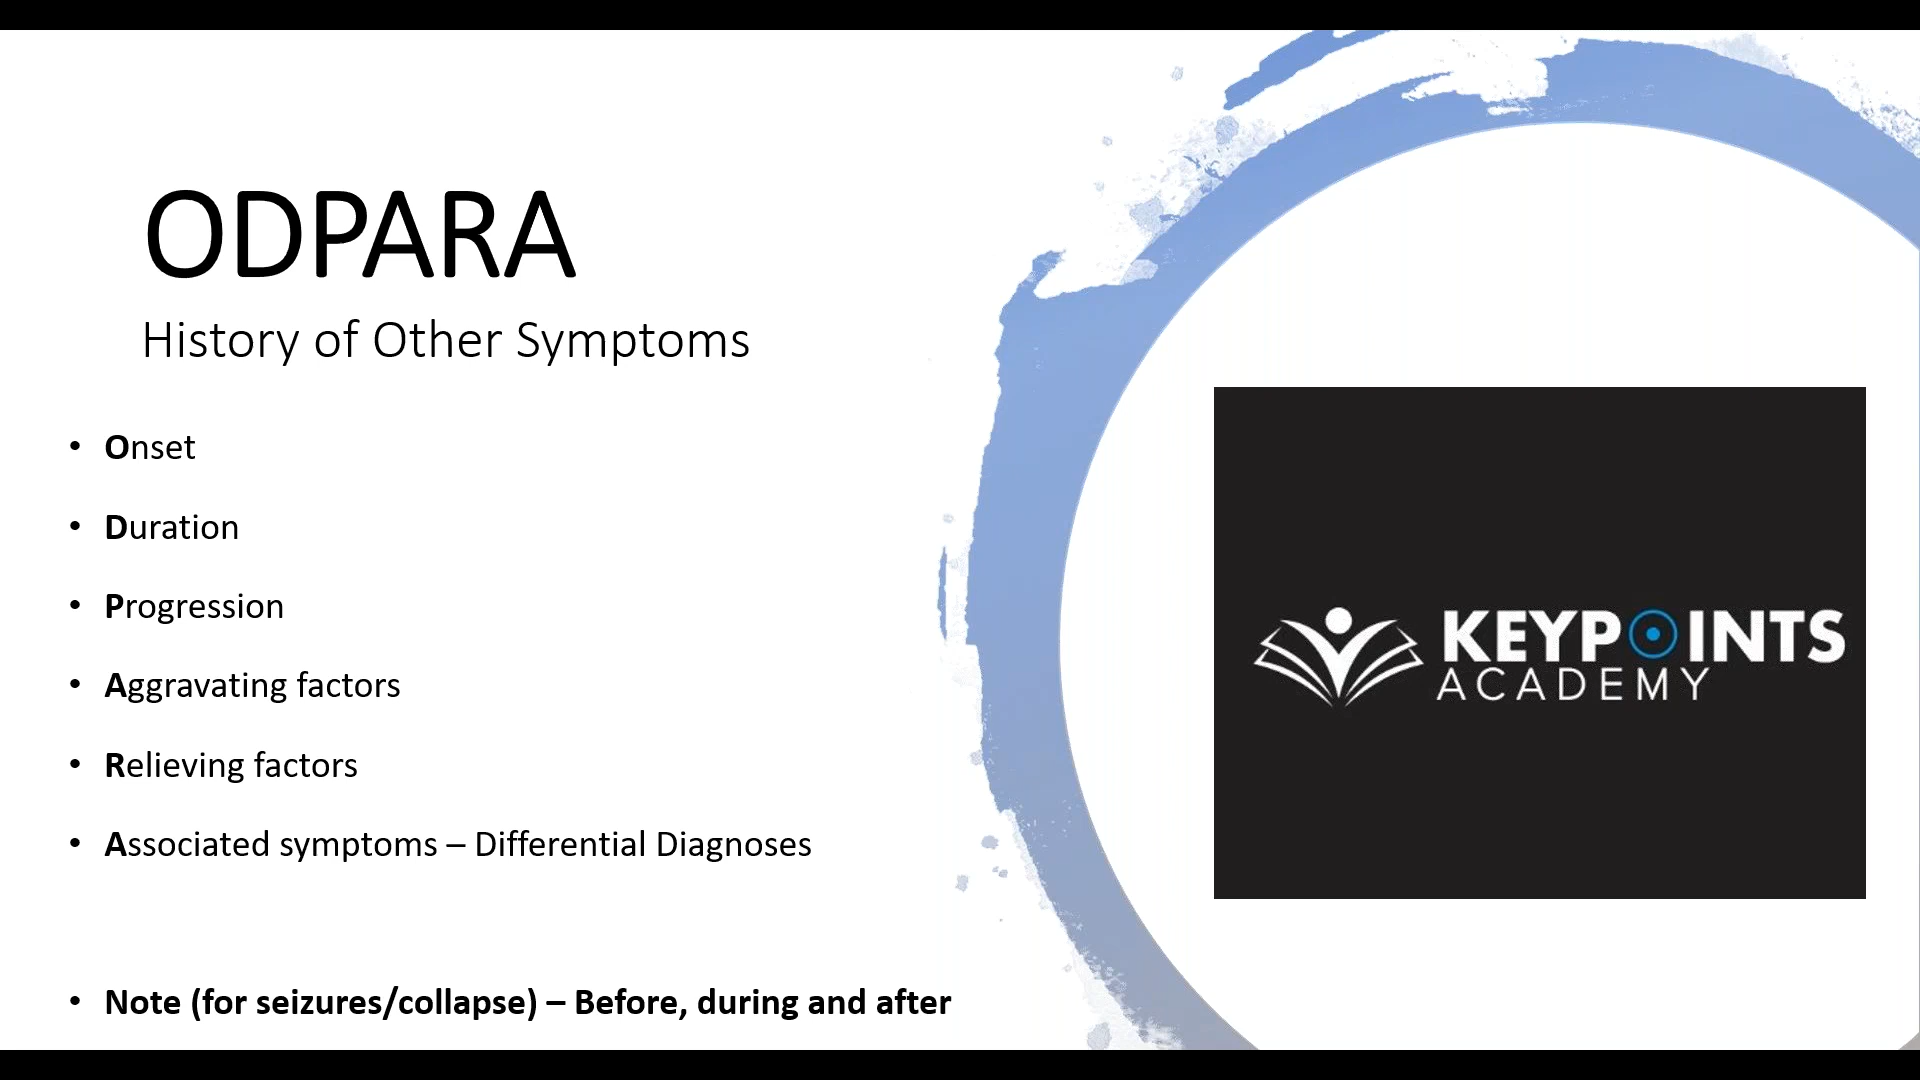 ODPARA
History of Other Symptoms
• Onset
• Duration
• Progression
• Aggravating factors
• Relieving factors
• Associated symptoms – Differential Diagnoses
• Note (for seizures/collapse) – Before, during and after
KEYPOINTS
ACADEMY